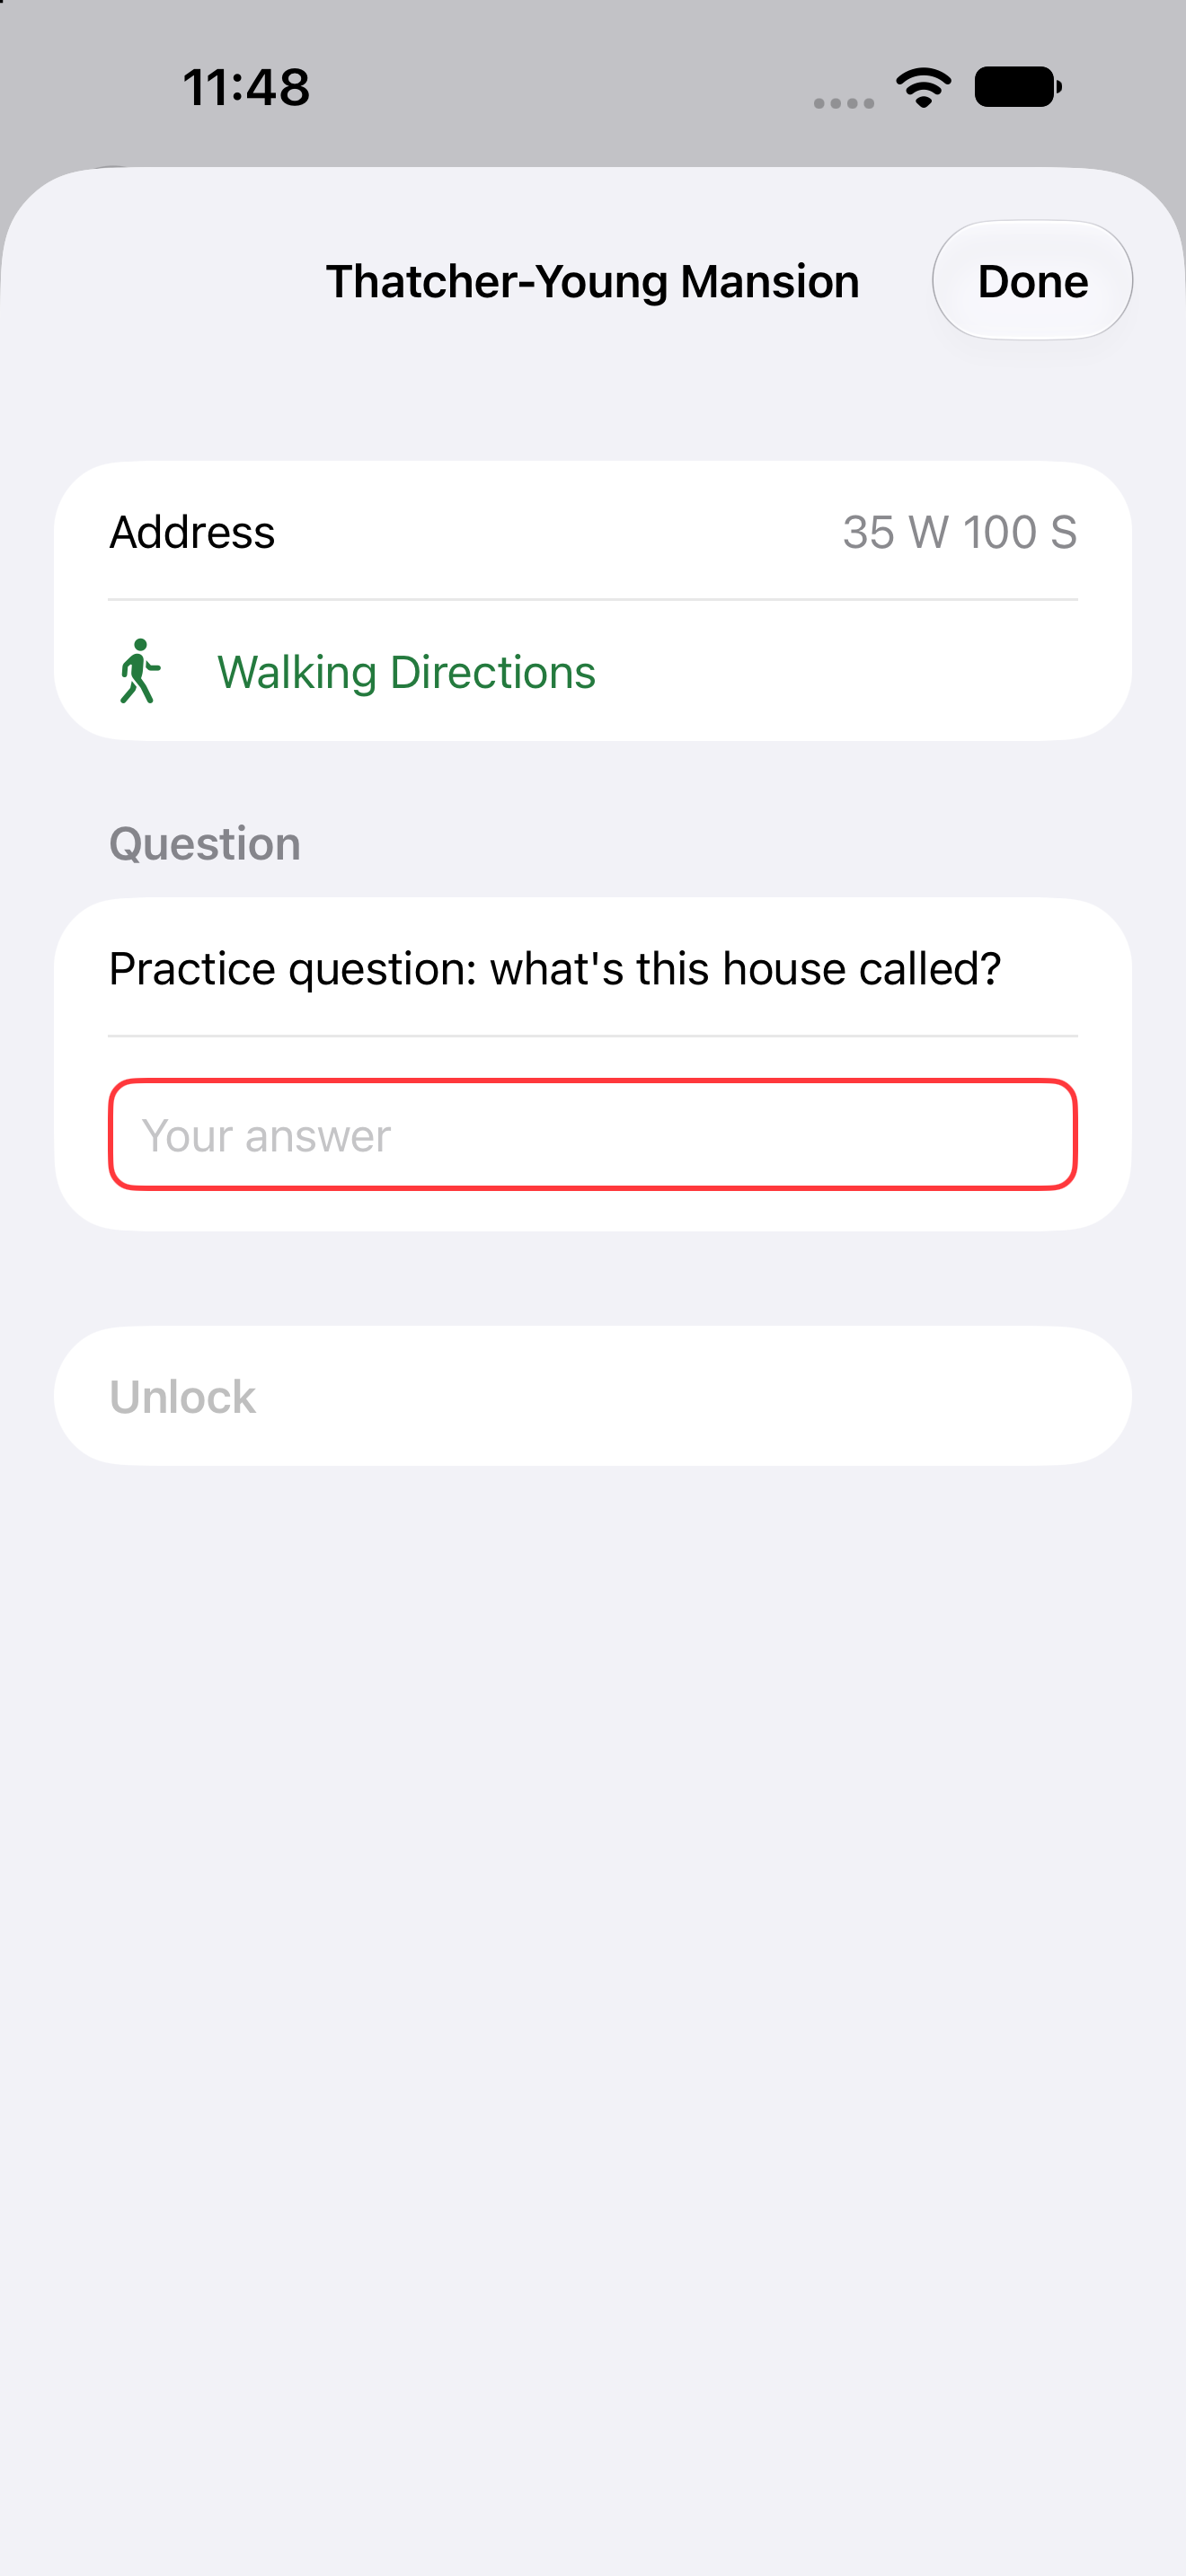 11:48
Thatcher-Young Mansion
Done
Address
35 W 100 S
Walking Directions
Question
Practice question: what's this house called?
Your answer
Unlock